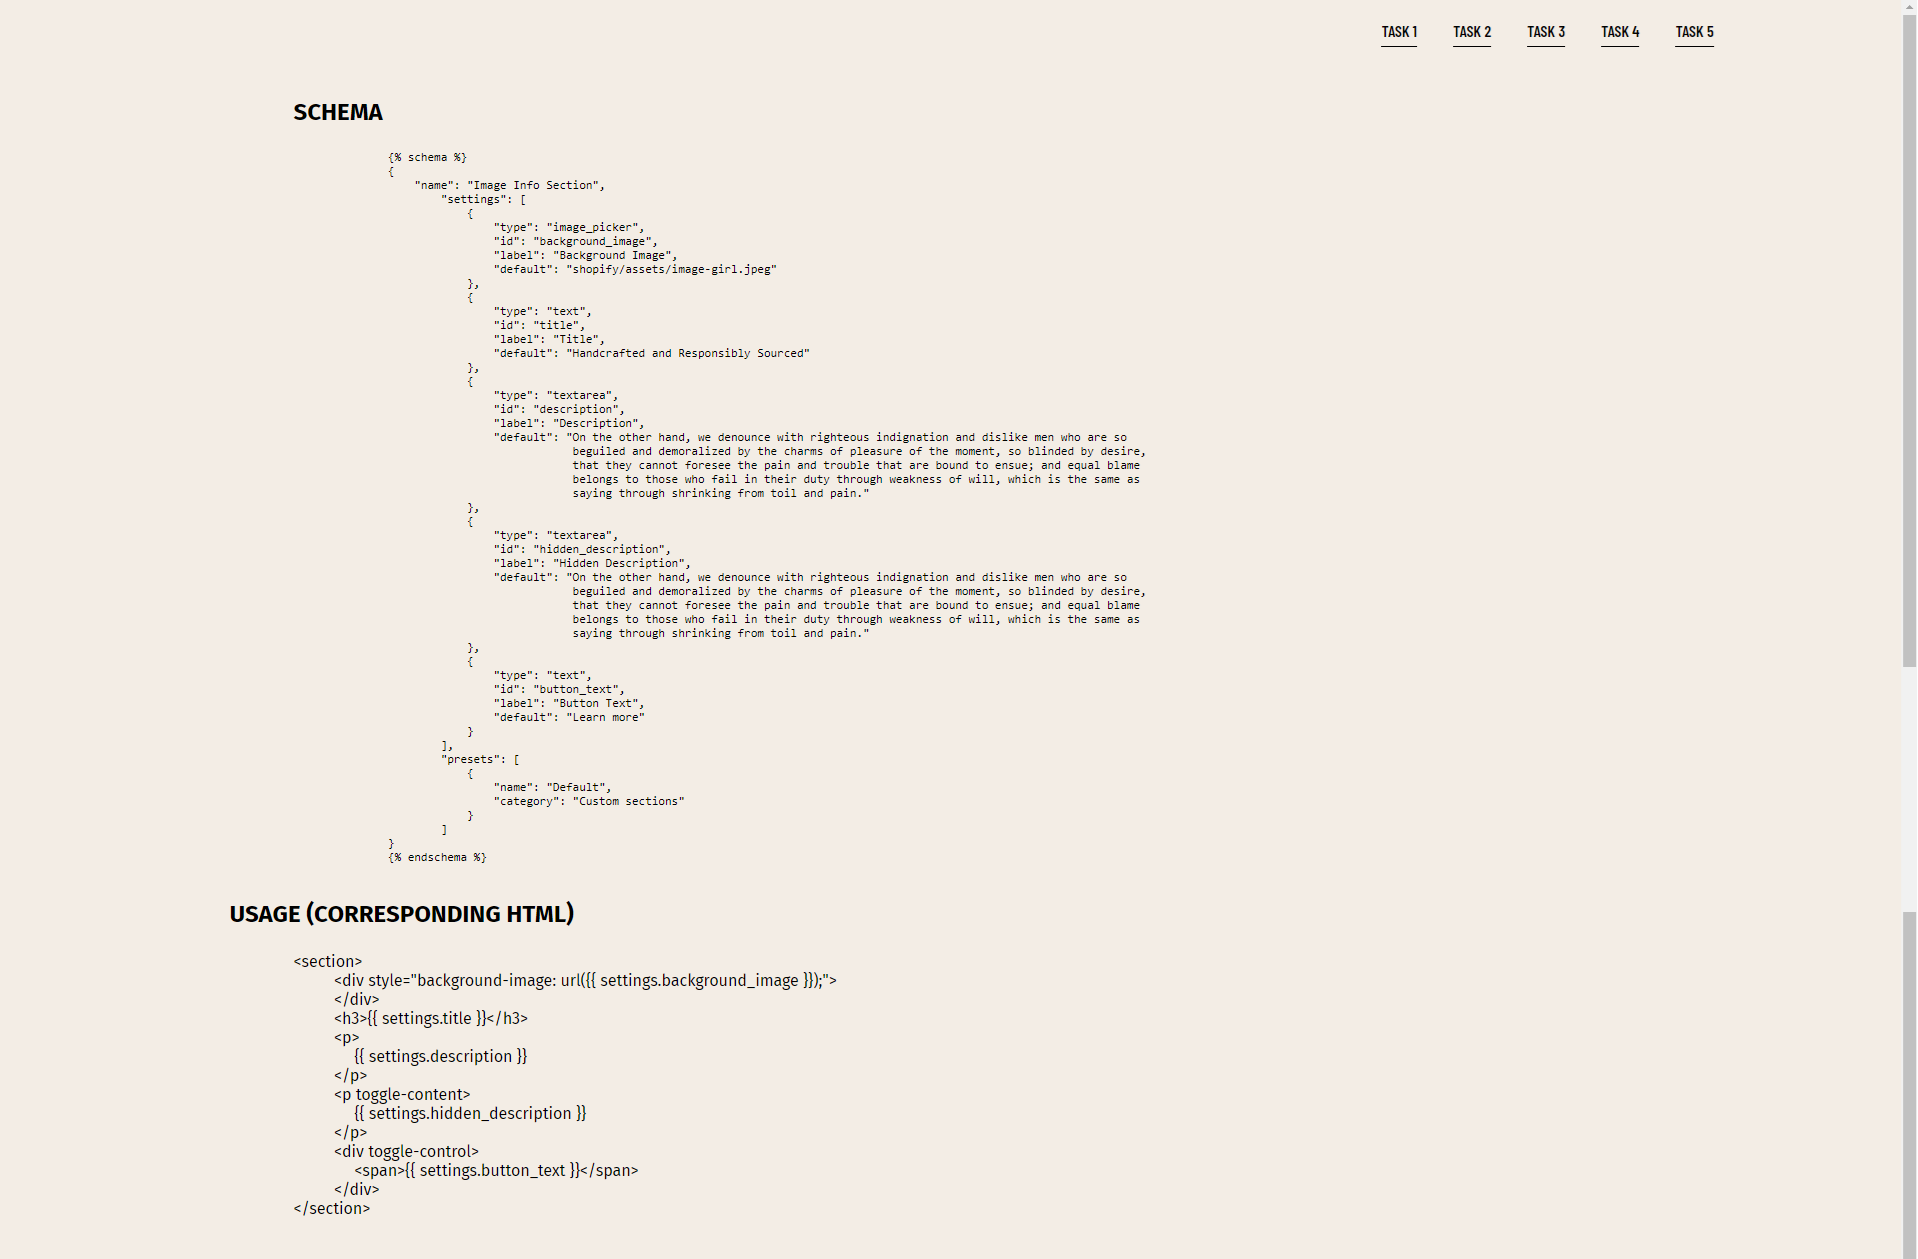 TASK 1 TASK 2 TASK 3 TASK 4 TASK 5
SCHEMA
{% schema %}
{
"name": "Image Info Section",
"settings": [
{
"type": "image_picker",
"id": "background_image",
"label": "Background Image",
"default": "shopify/assets/image-girl.jpeg"
},
{
"type": "text",
"id": "title",
"label": "Title",
"default": "Handcrafted and Responsibly Sourced"
},
{
"type": "textarea",
"id": "description",
"label": "Description",
"default": "On the other hand, we denounce with righteous indignation and dislike men who are so
beguiled and demoralized by the charms of pleasure of the moment, so blinded by desire,
that they cannot foresee the pain and trouble that are bound to ensue; and equal blame
belongs to those who fail in their duty through weakness of will, which is the same as
saying through shrinking from toil and pain."
},
{
"type": "textarea",
"id": "hidden_description",
"label": "Hidden Description",
"default": "On the other hand, we denounce with righteous indignation and dislike men who are so
beguiled and demoralized by the charms of pleasure of the moment, so blinded by desire,
that they cannot foresee the pain and trouble that are bound to ensue; and equal blame
belongs to those who fail in their duty through weakness of will, which is the same as
saying through shrinking from toil and pain."
},
{
"type": "text",
"id": "button_text",
"label": "Button Text",
"default": "Learn more"
}
],
"presets": [
{
"name": "Default",
"category": "Custom sections"
}
]
}
{% endschema %}
USAGE (CORRESPONDING HTML)
<section>
<div style="background-image: url({{ settings.background_image }});">
</div>
<h3>{{ settings.title }}</h3>
<p>
{{ settings.description }}
</p>
<p toggle-content>
{{ settings.hidden_description }}
</p>
<div toggle-control>
<span>{{ settings.button_text }}</span>
</div>
</section>